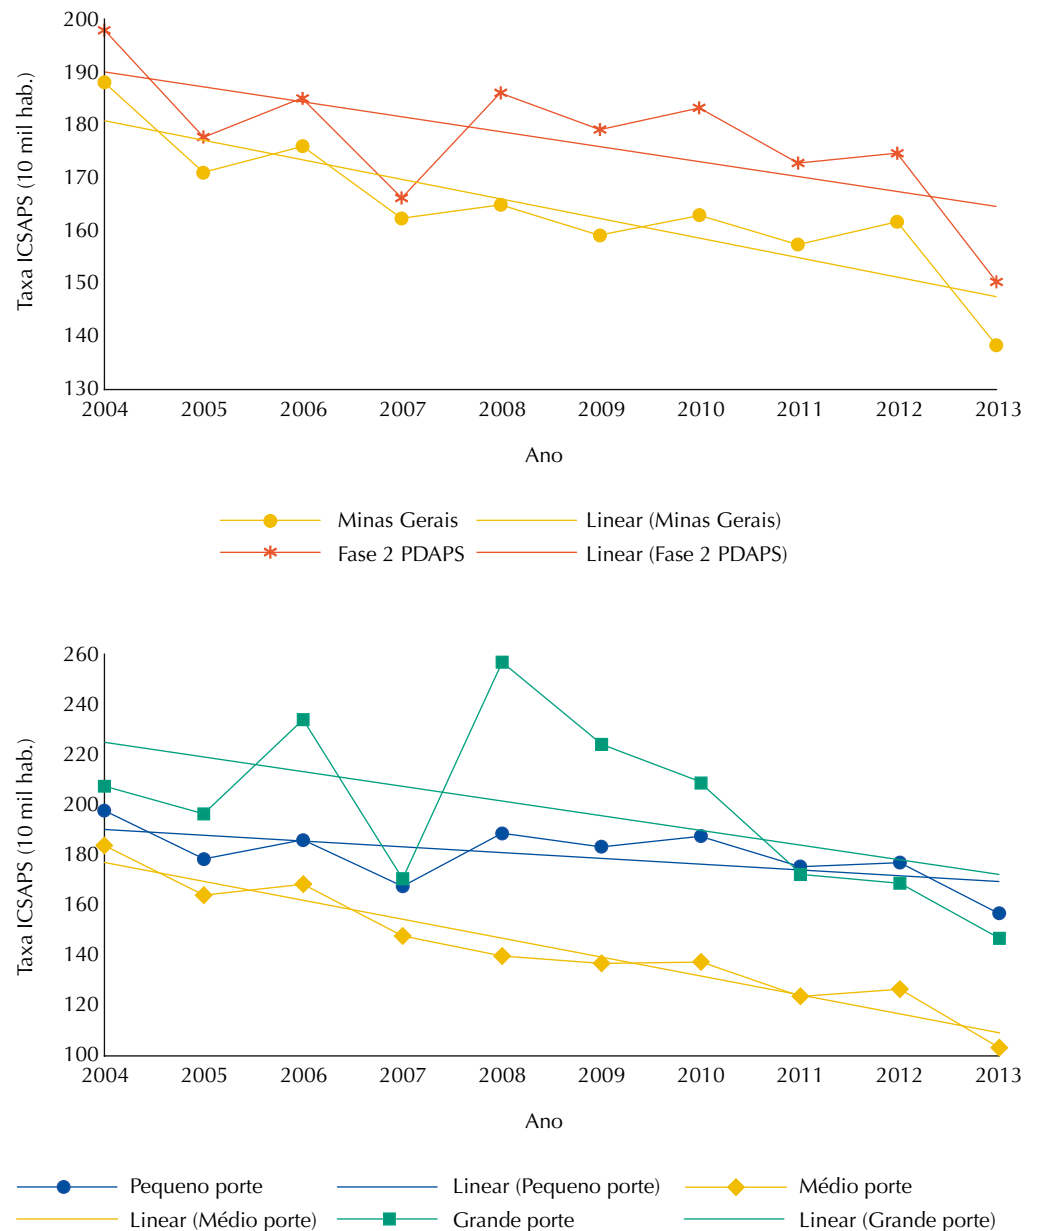 Taxa ICSAPS (10 mil hab.)
200
190
180
170
160
150
140
130
2004 2005 2006 2007 2008 2009 2010 2011 2012 2013
Ano
Minas Gerais Linear (Minas Gerais)
Fase 2 PDAPS Linear (Fase 2 PDAPS)
Taxa ICSAPS (10 mil hab.)
260
240
220
200
180
160
140
120
100
2004 2005 2006 2007 2008 2009 2010 2011 2012 2013
Ano
Pequeno porte Linear (Pequeno porte) Médio porte
Linear (Médio porte) Grande porte Linear (Grande porte)